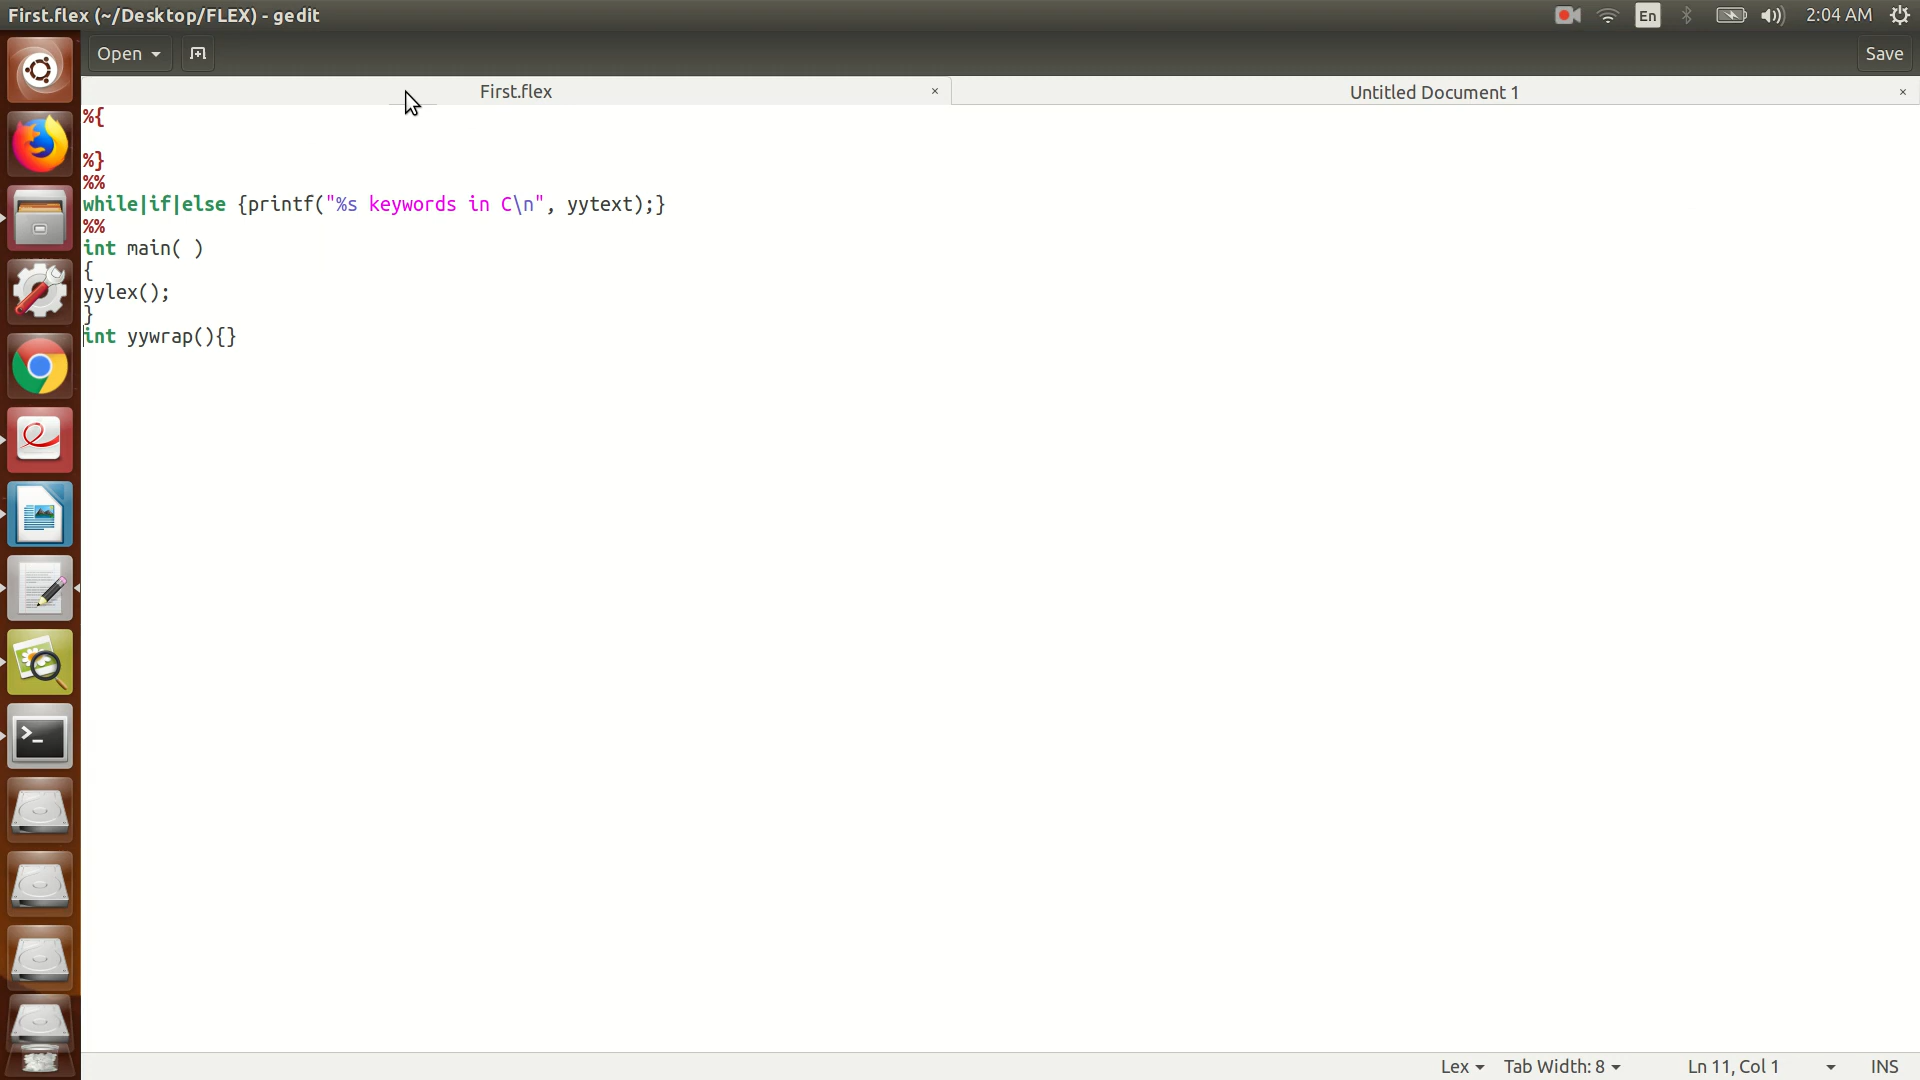 First.flex (~/Desktop/FLEX) - gedit
En
2:04 AM
Open
Save
First.flex ×
Untitled Document 1 ×
%{
%}
%%
while|if|else {printf("%s keywords in C\n", yytext);}
%%
int main( )
{
yylex();
}
int yywrap(){}
>_
Lex
Tab Width: 8
Ln 11, Col 1
INS